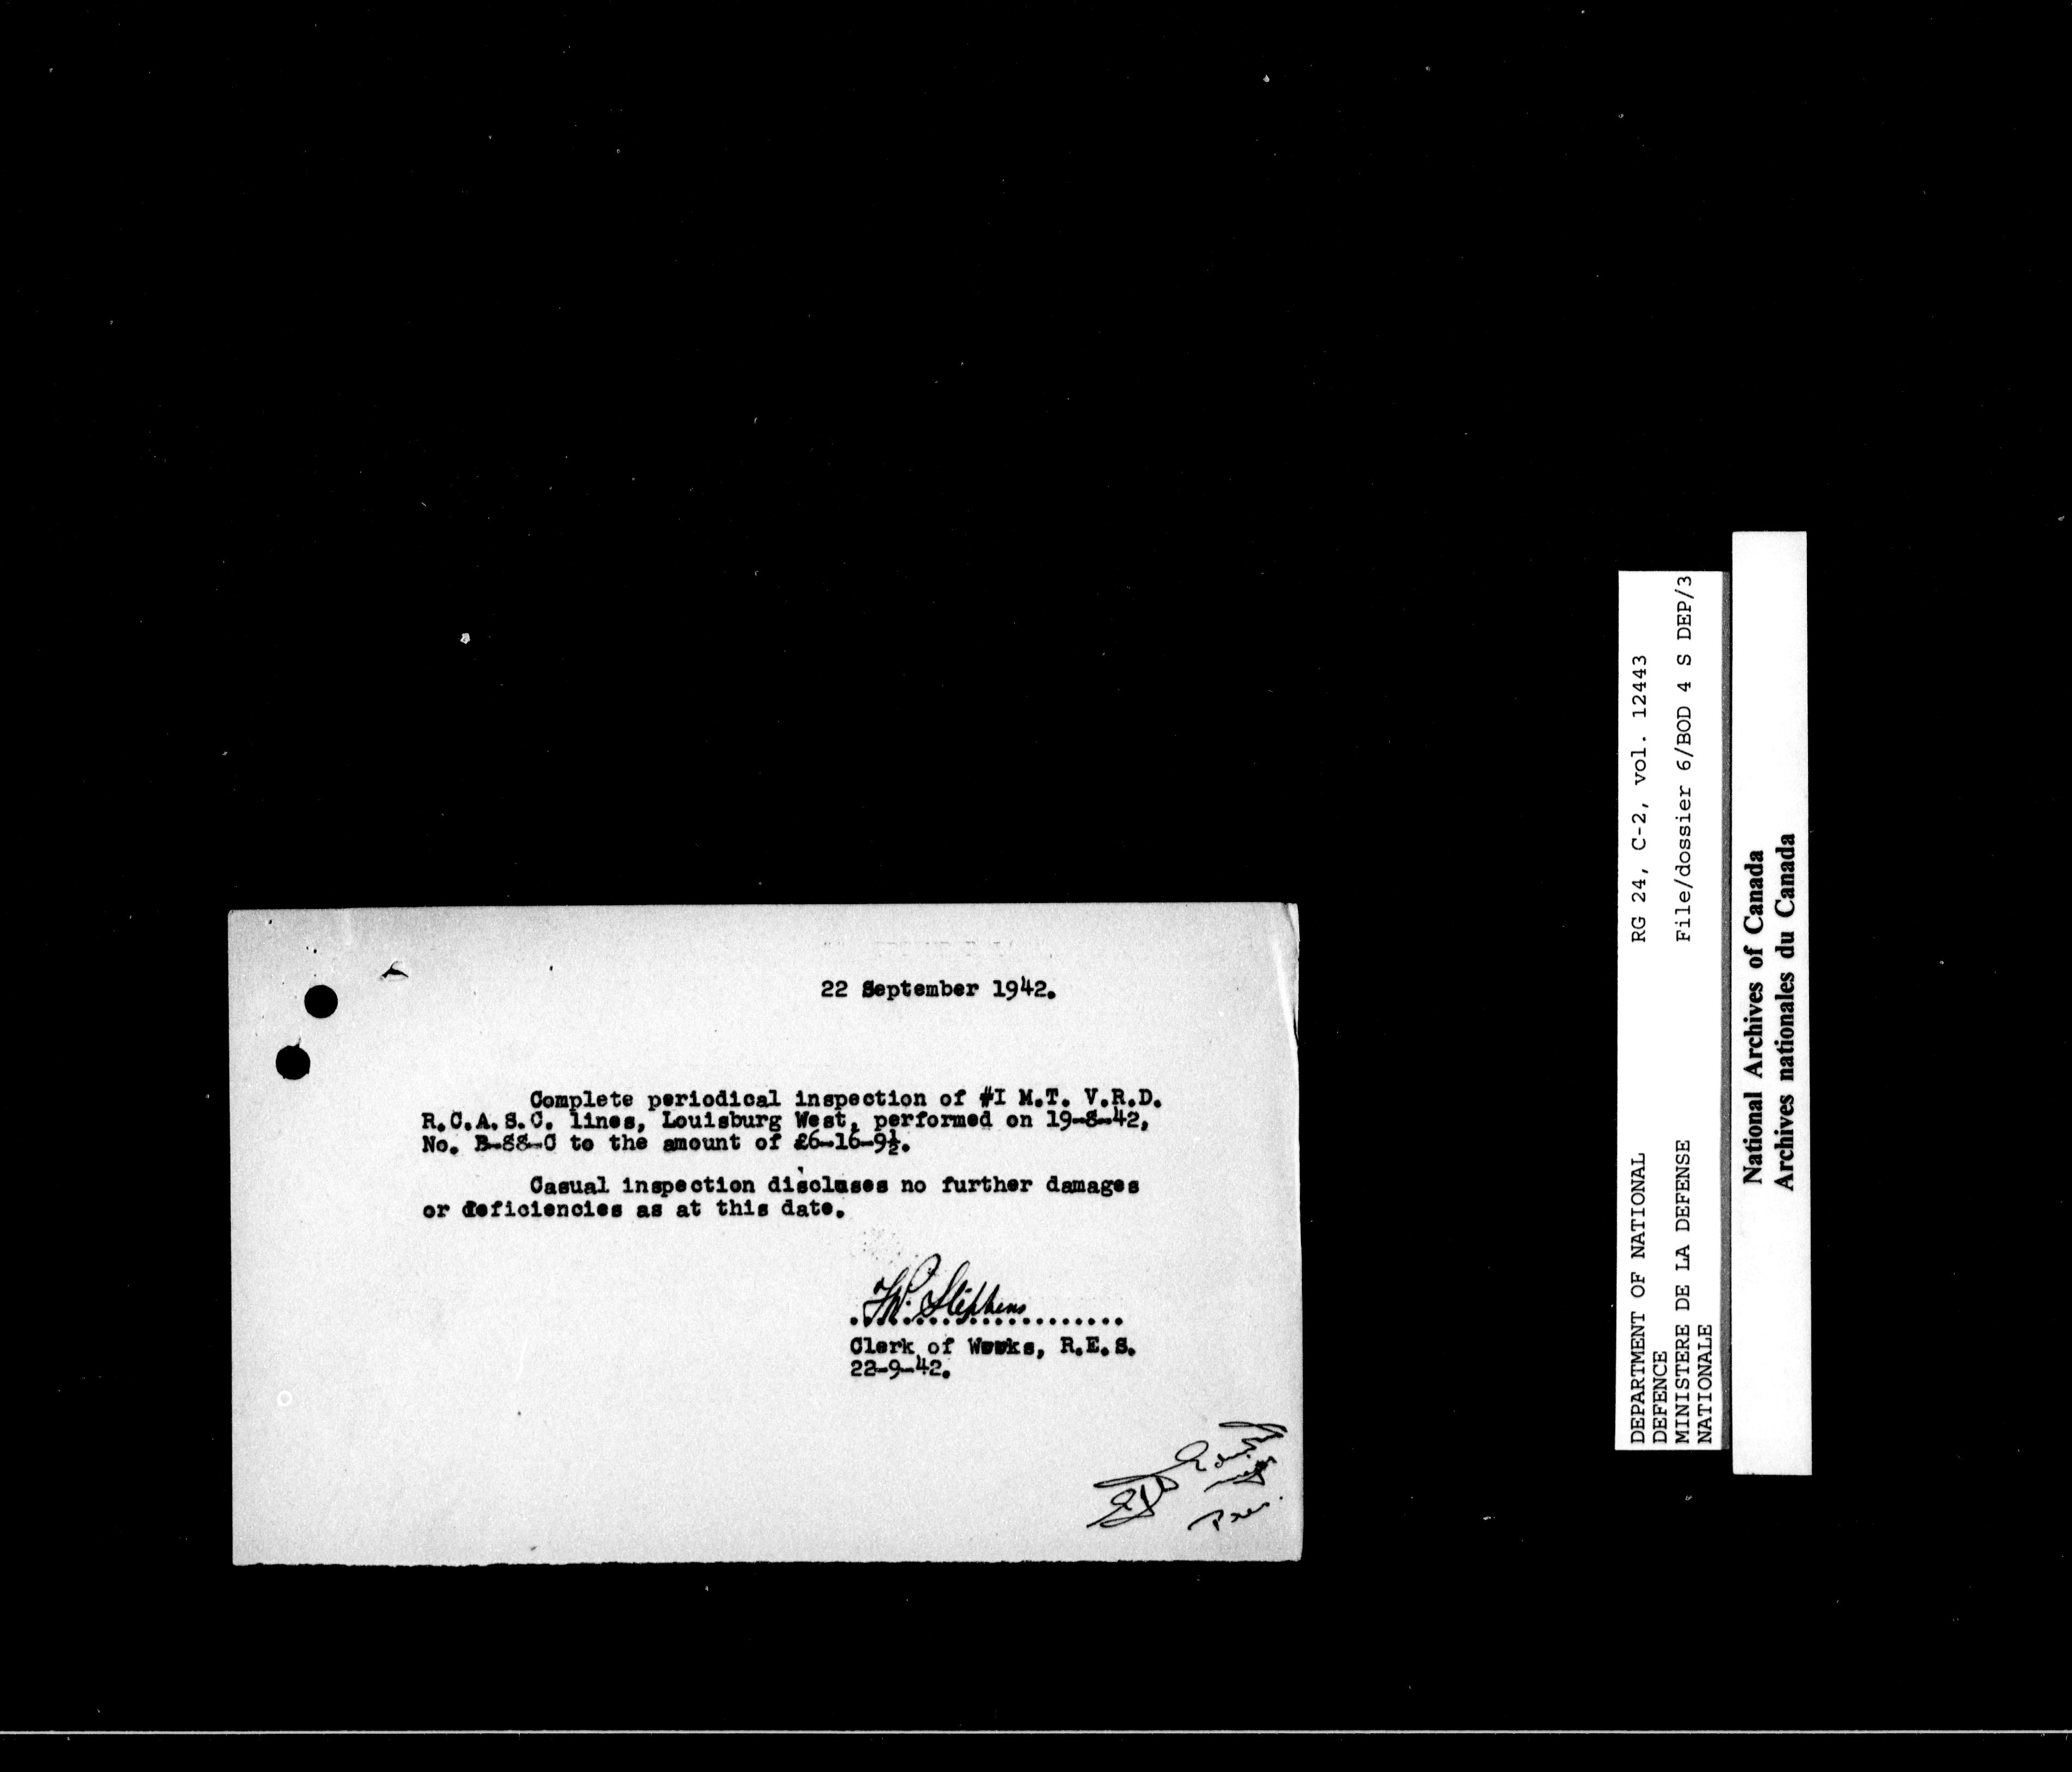 22 September 1942.
Complete periodical inspection of #I M.T. V.R.D.
R.C.A.S.C. lines, Louisburg West, performed on 19-8-42,
No. B-88-C to the amount of £6-16-9½.
Casual inspection discloses no further damages
or deficiencies as at this date.
Stephens
Clerk of Works, R.E.S.
22-9-42.
DEPARTMENT OF NATIONAL
DEFENCE
MINISTERE DE LA DEFENSE
NATIONALE
RG 24, C-2, vol. 12443
File/dossier 6/BOD 4 S DEP/3
National Archives of Canada
Archives nationales du Canada